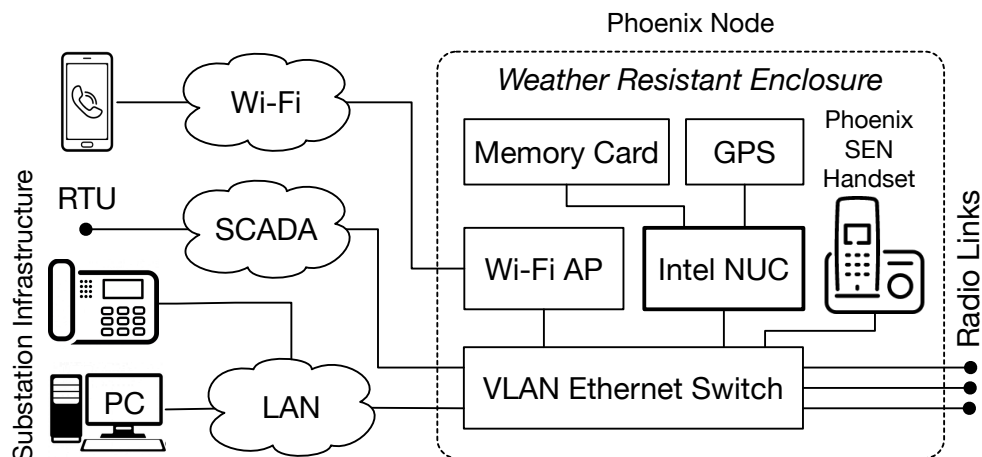 Phoenix Node
Weather Resistant Enclosure
Wi-Fi
Memory Card
GPS
Phoenix
SEN
Handset
RTU
SCADA
Wi-Fi AP
Intel NUC
Substation Infrastructure
Radio Links
PC
LAN
VLAN Ethernet Switch